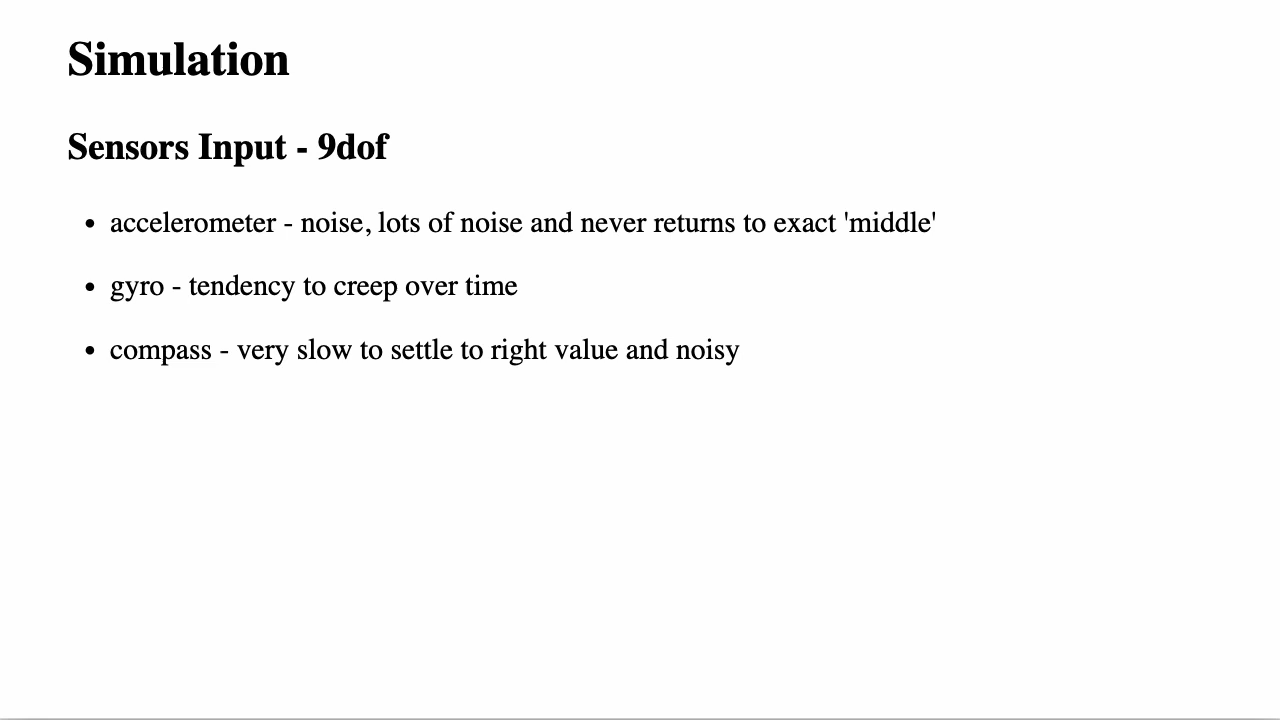 Simulation
Sensors Input - 9dof
• accelerometer - noise, lots of noise and never returns to exact 'middle'
• gyro - tendency to creep over time
• compass - very slow to settle to right value and noisy